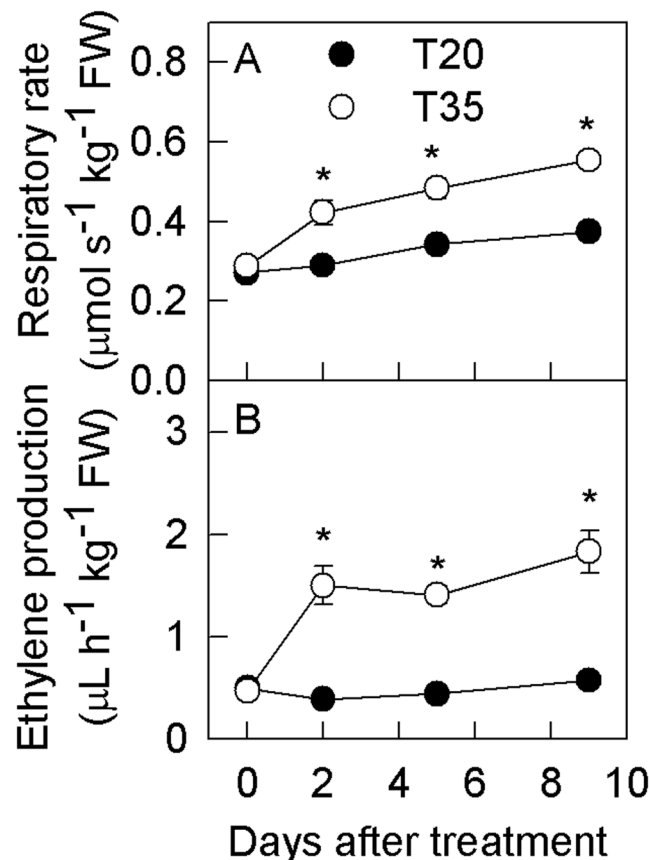 Respiratory rate
(μmol s⁻¹ kg⁻¹ FW)
0.8
0.6
0.4
0.2
0.0
A
T20
T35
*
*
*
Ethylene production
(μL h⁻¹ kg⁻¹ FW)
3
2
1
0
B
*
*
*
0 2 4 6 8 10
Days after treatment